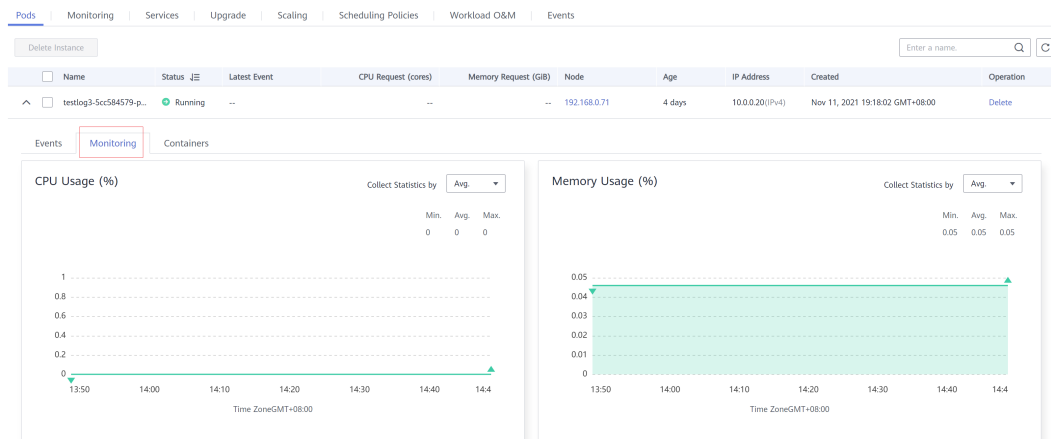 Pods Monitoring Services Upgrade Scaling Scheduling Policies Workload O&M Events
Delete Instance Enter a name.
Name Status Latest Event CPU Request (cores) Memory Request (GiB) Node Age IP Address Created Operation
testlog3-5cc584579-p... Running -- -- -- 192.168.0.71 4 days 10.0.0.20(IPv4) Nov 11, 2021 19:18:02 GMT+08:00 Delete
Events Monitoring Containers
CPU Usage (%) Collect Statistics by Avg.
Min. Avg. Max.
0 0 0
1
0.8
0.6
0.4
0.2
0
13:50 14:00 14:10 14:20 14:30 14:40 14:4
Time ZoneGMT+08:00
Memory Usage (%) Collect Statistics by Avg.
Min. Avg. Max.
0.05 0.05 0.05
0.05
0.04
0.03
0.02
0.01
0
13:50 14:00 14:10 14:20 14:30 14:40 14:4
Time ZoneGMT+08:00